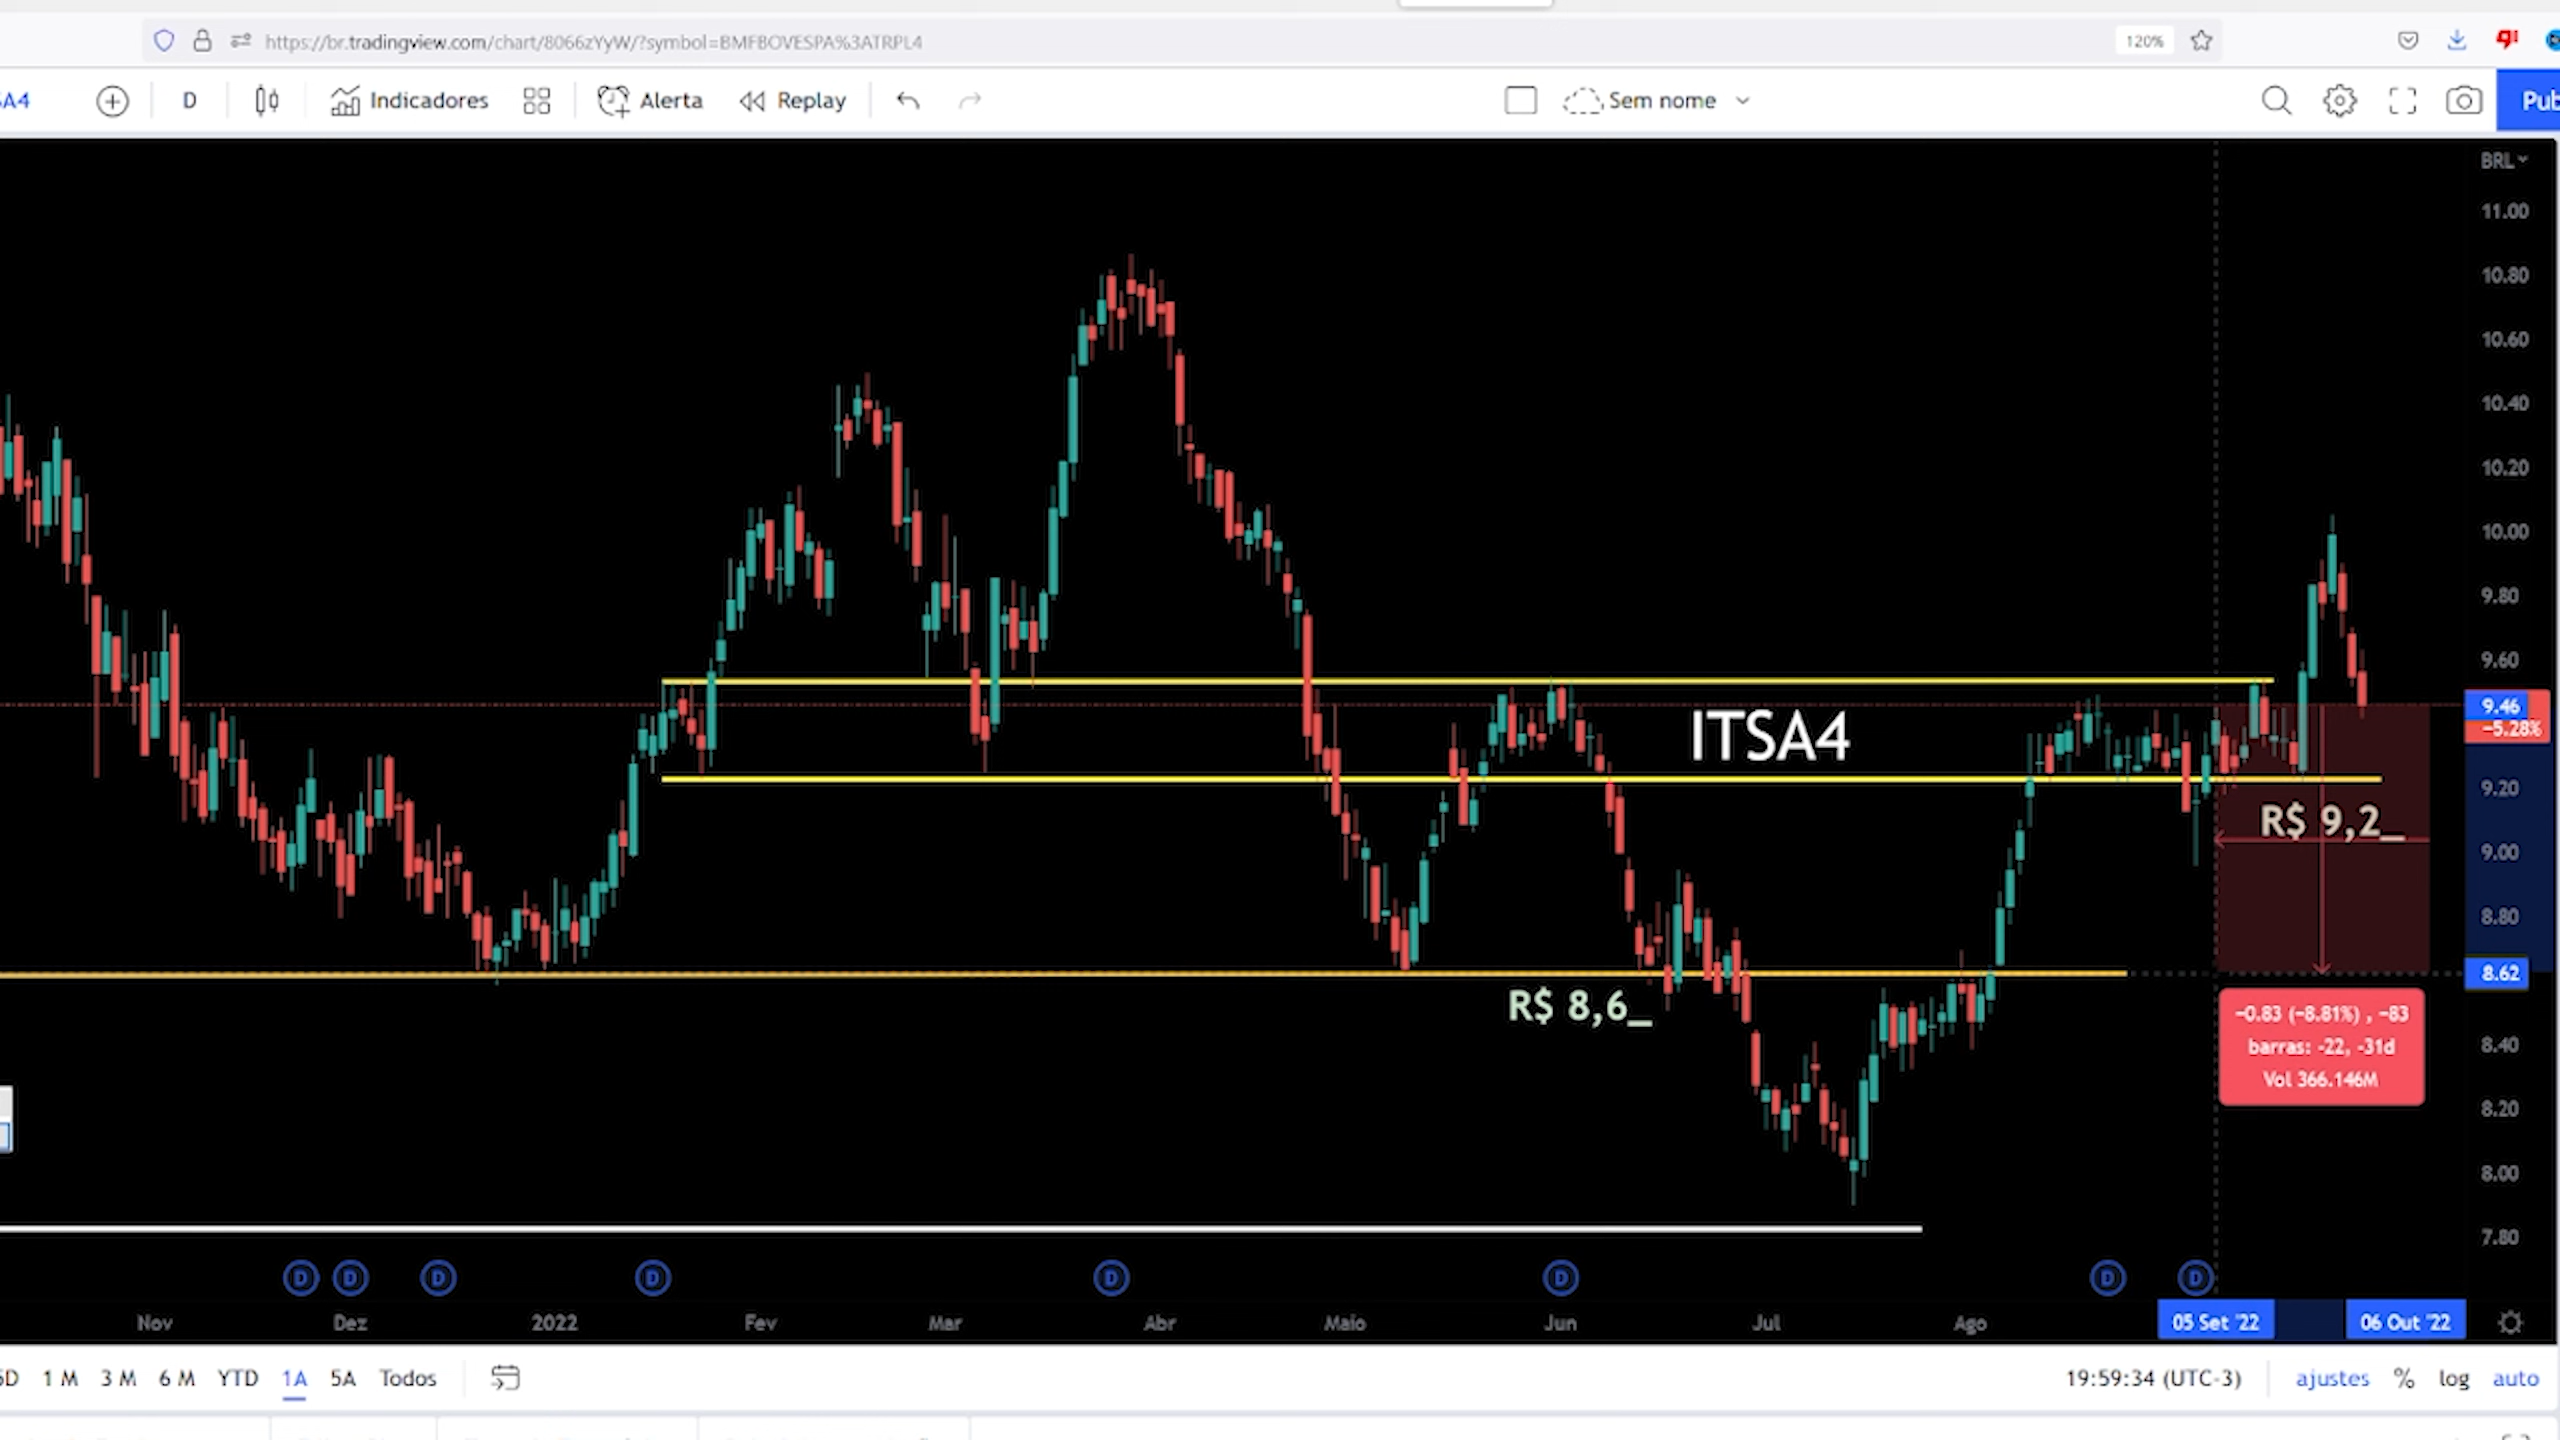 https://br.tradingview.com/chart/8066zYyW/?symbol=BMFBOVESPA%3ATRPL4
120%
SA4
D
Indicadores
Alerta
Replay
Sem nome
Pub
BRL
11.00
10.80
10.60
10.40
10.20
10.00
9.80
9.60
9.46
−5.28%
9.20
9.00
8.80
8.62
8.40
8.20
8.00
7.80
ITSA4
R$ 9,2_
R$ 8,6_
−0.83 (−8.81%) , −83
barras: -22, -31d
Vol 366.146M
D D D D D D D D
Nov Dez 2022 Fev Mar Abr Maio Jun Jul Ago 05 Set '22 06 Out '22
5D 1 M 3 M 6 M YTD 1A 5A Todos
19:59:34 (UTC-3) ajustes % log auto